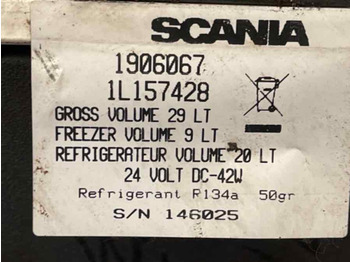 SCANIA
1906067
1L157428
GROSS VOLUME 29 LT
FREEZER VOLUME 9 LT
REFRIGERATEUR VOLUME 20 LT
24 VOLT DC-42W
Refrigerant R134a 50gr
S/N 146025